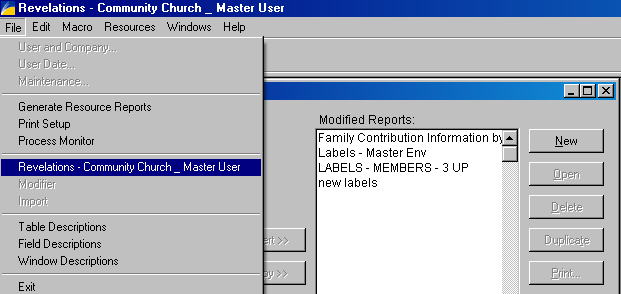 Revelations - Community Church _ Master User
File Edit Macro Resources Windows Help
User and Company...
User Date...
Maintenance...
Generate Resource Reports
Print Setup
Process Monitor
Revelations - Community Church _ Master User
Modifier
Import
Table Descriptions
Field Descriptions
Window Descriptions
Exit
ert >>
py >>
Modified Reports:
Family Contribution Information by
Labels - Master Env
LABELS - MEMBERS - 3 UP
new labels
New
Open
Delete
Duplicate
Print...